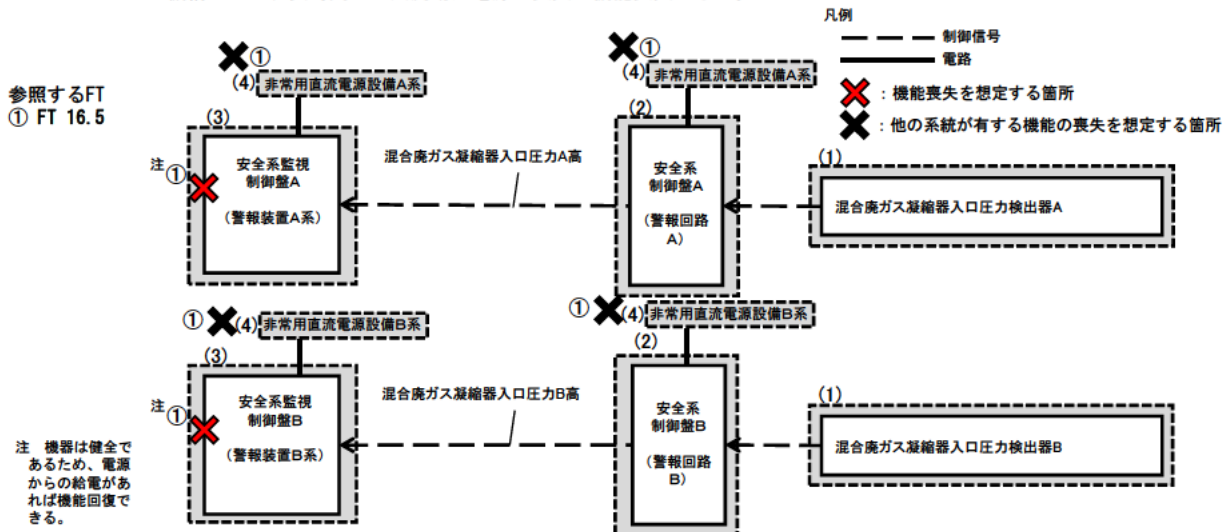 凡例
制御信号
電路
：機能喪失を想定する箇所
：他の系統が有する機能の喪失を想定する箇所
参照するFT
① FT 16.5
①
(4) 非常用直流電源設備A系
①
(4) 非常用直流電源設備A系
(3)
注 ①
安全系監視
制御盤A
(警報装置A系)
混合廃ガス凝縮器入口圧力A高
(2)
安全系
制御盤A
(警報回路
A)
(1)
混合廃ガス凝縮器入口圧力検出器A
①
(4) 非常用直流電源設備B系
①
(4) 非常用直流電源設備B系
(3)
注 ①
安全系監視
制御盤B
(警報装置B系)
混合廃ガス凝縮器入口圧力B高
(2)
安全系
制御盤B
(警報回路
B)
(1)
混合廃ガス凝縮器入口圧力検出器B
注 機器は健全で
あるため、電源
からの給電があ
れば機能回復で
きる。